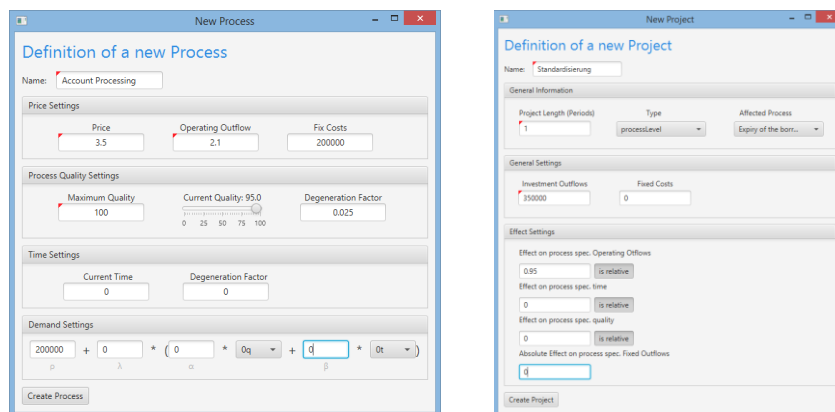 New Process
Definition of a new Process
Name: Account Processing
Price Settings
Price Operating Outflow Fix Costs
3.5 2.1 200000
Process Quality Settings
Maximum Quality Current Quality: 95.0 Degeneration Factor
100 0.025
0 25 50 75 100
Time Settings
Current Time Degeneration Factor
0 0
Demand Settings
200000 + 0 * ( 0 * 0q + 0 * 0t )
ρ λ α β
Create Process
New Project
Definition of a new Project
Name: Standardisierung
General Information
Project Length (Periods) Type Affected Process
1 processLevel Expiry of the borr...
General Settings
Investment Outflows Fixed Costs
350000 0
Effect Settings
Effect on process spec. Operating Otflows
0.95 is relative
Effect on process spec. time
0 is relative
Effect on process spec. quality
0 is relative
Absolute Effect on process spec. Fixed Outflows
0
Create Project